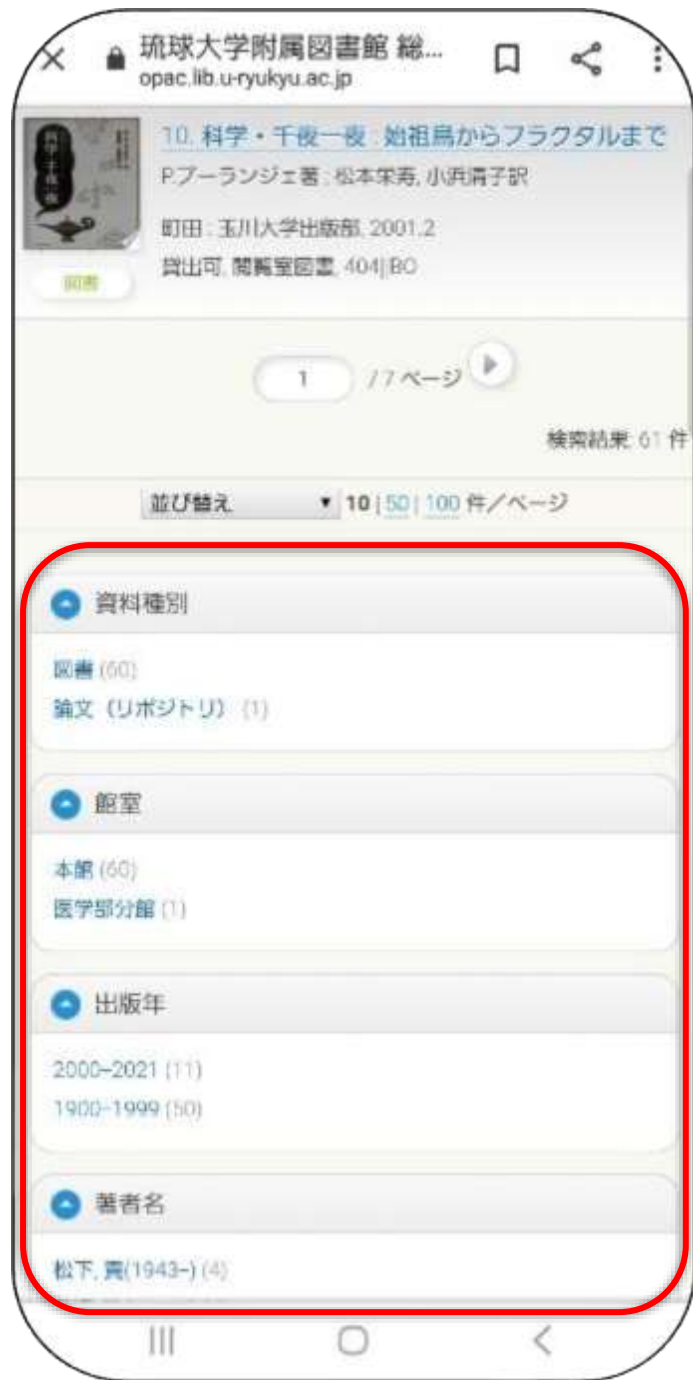 琉球大学附属図書館 総...
opac.lib.u-ryukyu.ac.jp
10. 科学・千夜一夜 : 始祖鳥からフラクタルまで
P.ブーランジェ著 ; 松本栄寿, 小浜清子訳
町田 : 玉川大学出版部, 2001.2
貸出可, 閲覧室図書, 404||BO
図書
1 / 7 ページ
検索結果: 61 件
並び替え 10 | 50 | 100 件/ページ
資料種別
図書 (60)
論文（リポジトリ） (1)
館室
本館 (60)
医学部分館 (1)
出版年
2000-2021 (11)
1900-1999 (50)
著者名
松下, 貢(1943-) (4)